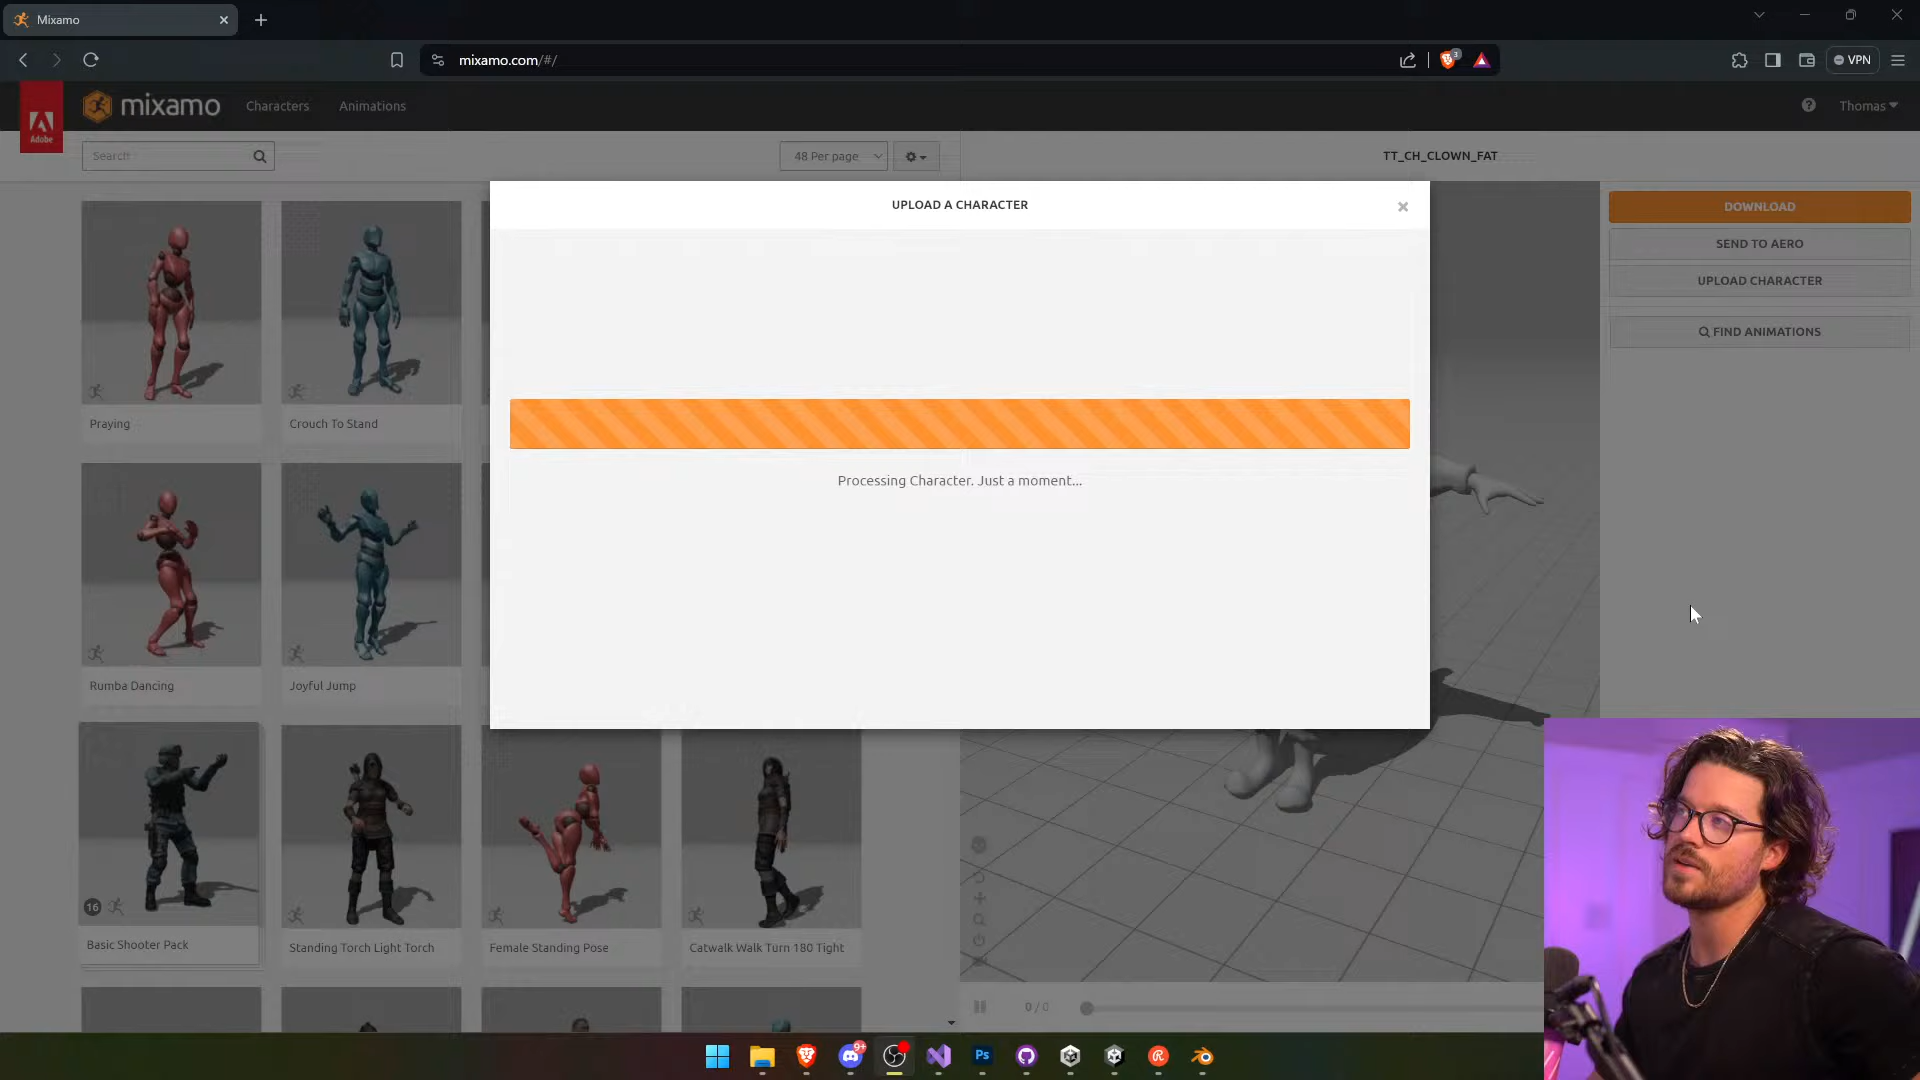 Mixamo
mixamo.com/#/
3
VPN
Adobe
mixamo
Characters
Animations
Thomas
Search
48 Per page
TT_CH_CLOWN_FAT
UPLOAD A CHARACTER
DOWNLOAD
SEND TO AERO
UPLOAD CHARACTER
FIND ANIMATIONS
Praying
Crouch To Stand
Processing Character. Just a moment...
Rumba Dancing
Joyful Jump
16
Basic Shooter Pack
Standing Torch Light Torch
Female Standing Pose
Catwalk Walk Turn 180 Tight
0 / 0
9+
Ps